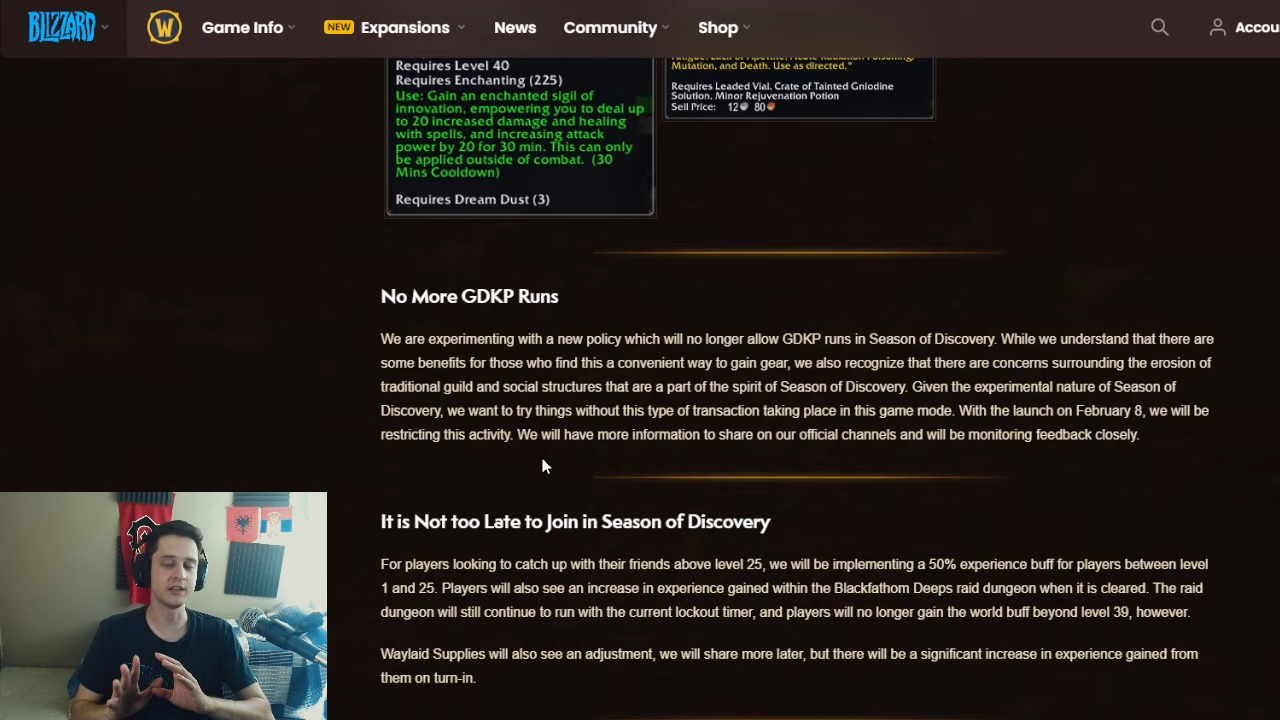 BLIZZARD
W
Game Info
NEW Expansions
News
Community
Shop
Accou
Requires Level 40
Requires Enchanting (225)
Use: Gain an enchanted sigil of
innovation, empowering you to deal up
to 20 increased damage and healing
with spells, and increasing attack
power by 20 for 30 min. This can only
be applied outside of combat. (30
Mins Cooldown)
Requires Dream Dust (3)
Mutation, and Death. Use as directed."
Requires Leaded Vial, Crate of Tainted Gniodine
Solution, Minor Rejuvenation Potion
Sell Price: 12 80
No More GDKP Runs
We are experimenting with a new policy which will no longer allow GDKP runs in Season of Discovery. While we understand that there are
some benefits for those who find this a convenient way to gain gear, we also recognize that there are concerns surrounding the erosion of
traditional guild and social structures that are a part of the spirit of Season of Discovery. Given the experimental nature of Season of
Discovery, we want to try things without this type of transaction taking place in this game mode. With the launch on February 8, we will be
restricting this activity. We will have more information to share on our official channels and will be monitoring feedback closely.
It is Not too Late to Join in Season of Discovery
For players looking to catch up with their friends above level 25, we will be implementing a 50% experience buff for players between level
1 and 25. Players will also see an increase in experience gained within the Blackfathom Deeps raid dungeon when it is cleared. The raid
dungeon will still continue to run with the current lockout timer, and players will no longer gain the world buff beyond level 39, however.
Waylaid Supplies will also see an adjustment, we will share more later, but there will be a significant increase in experience gained from
them on turn-in.